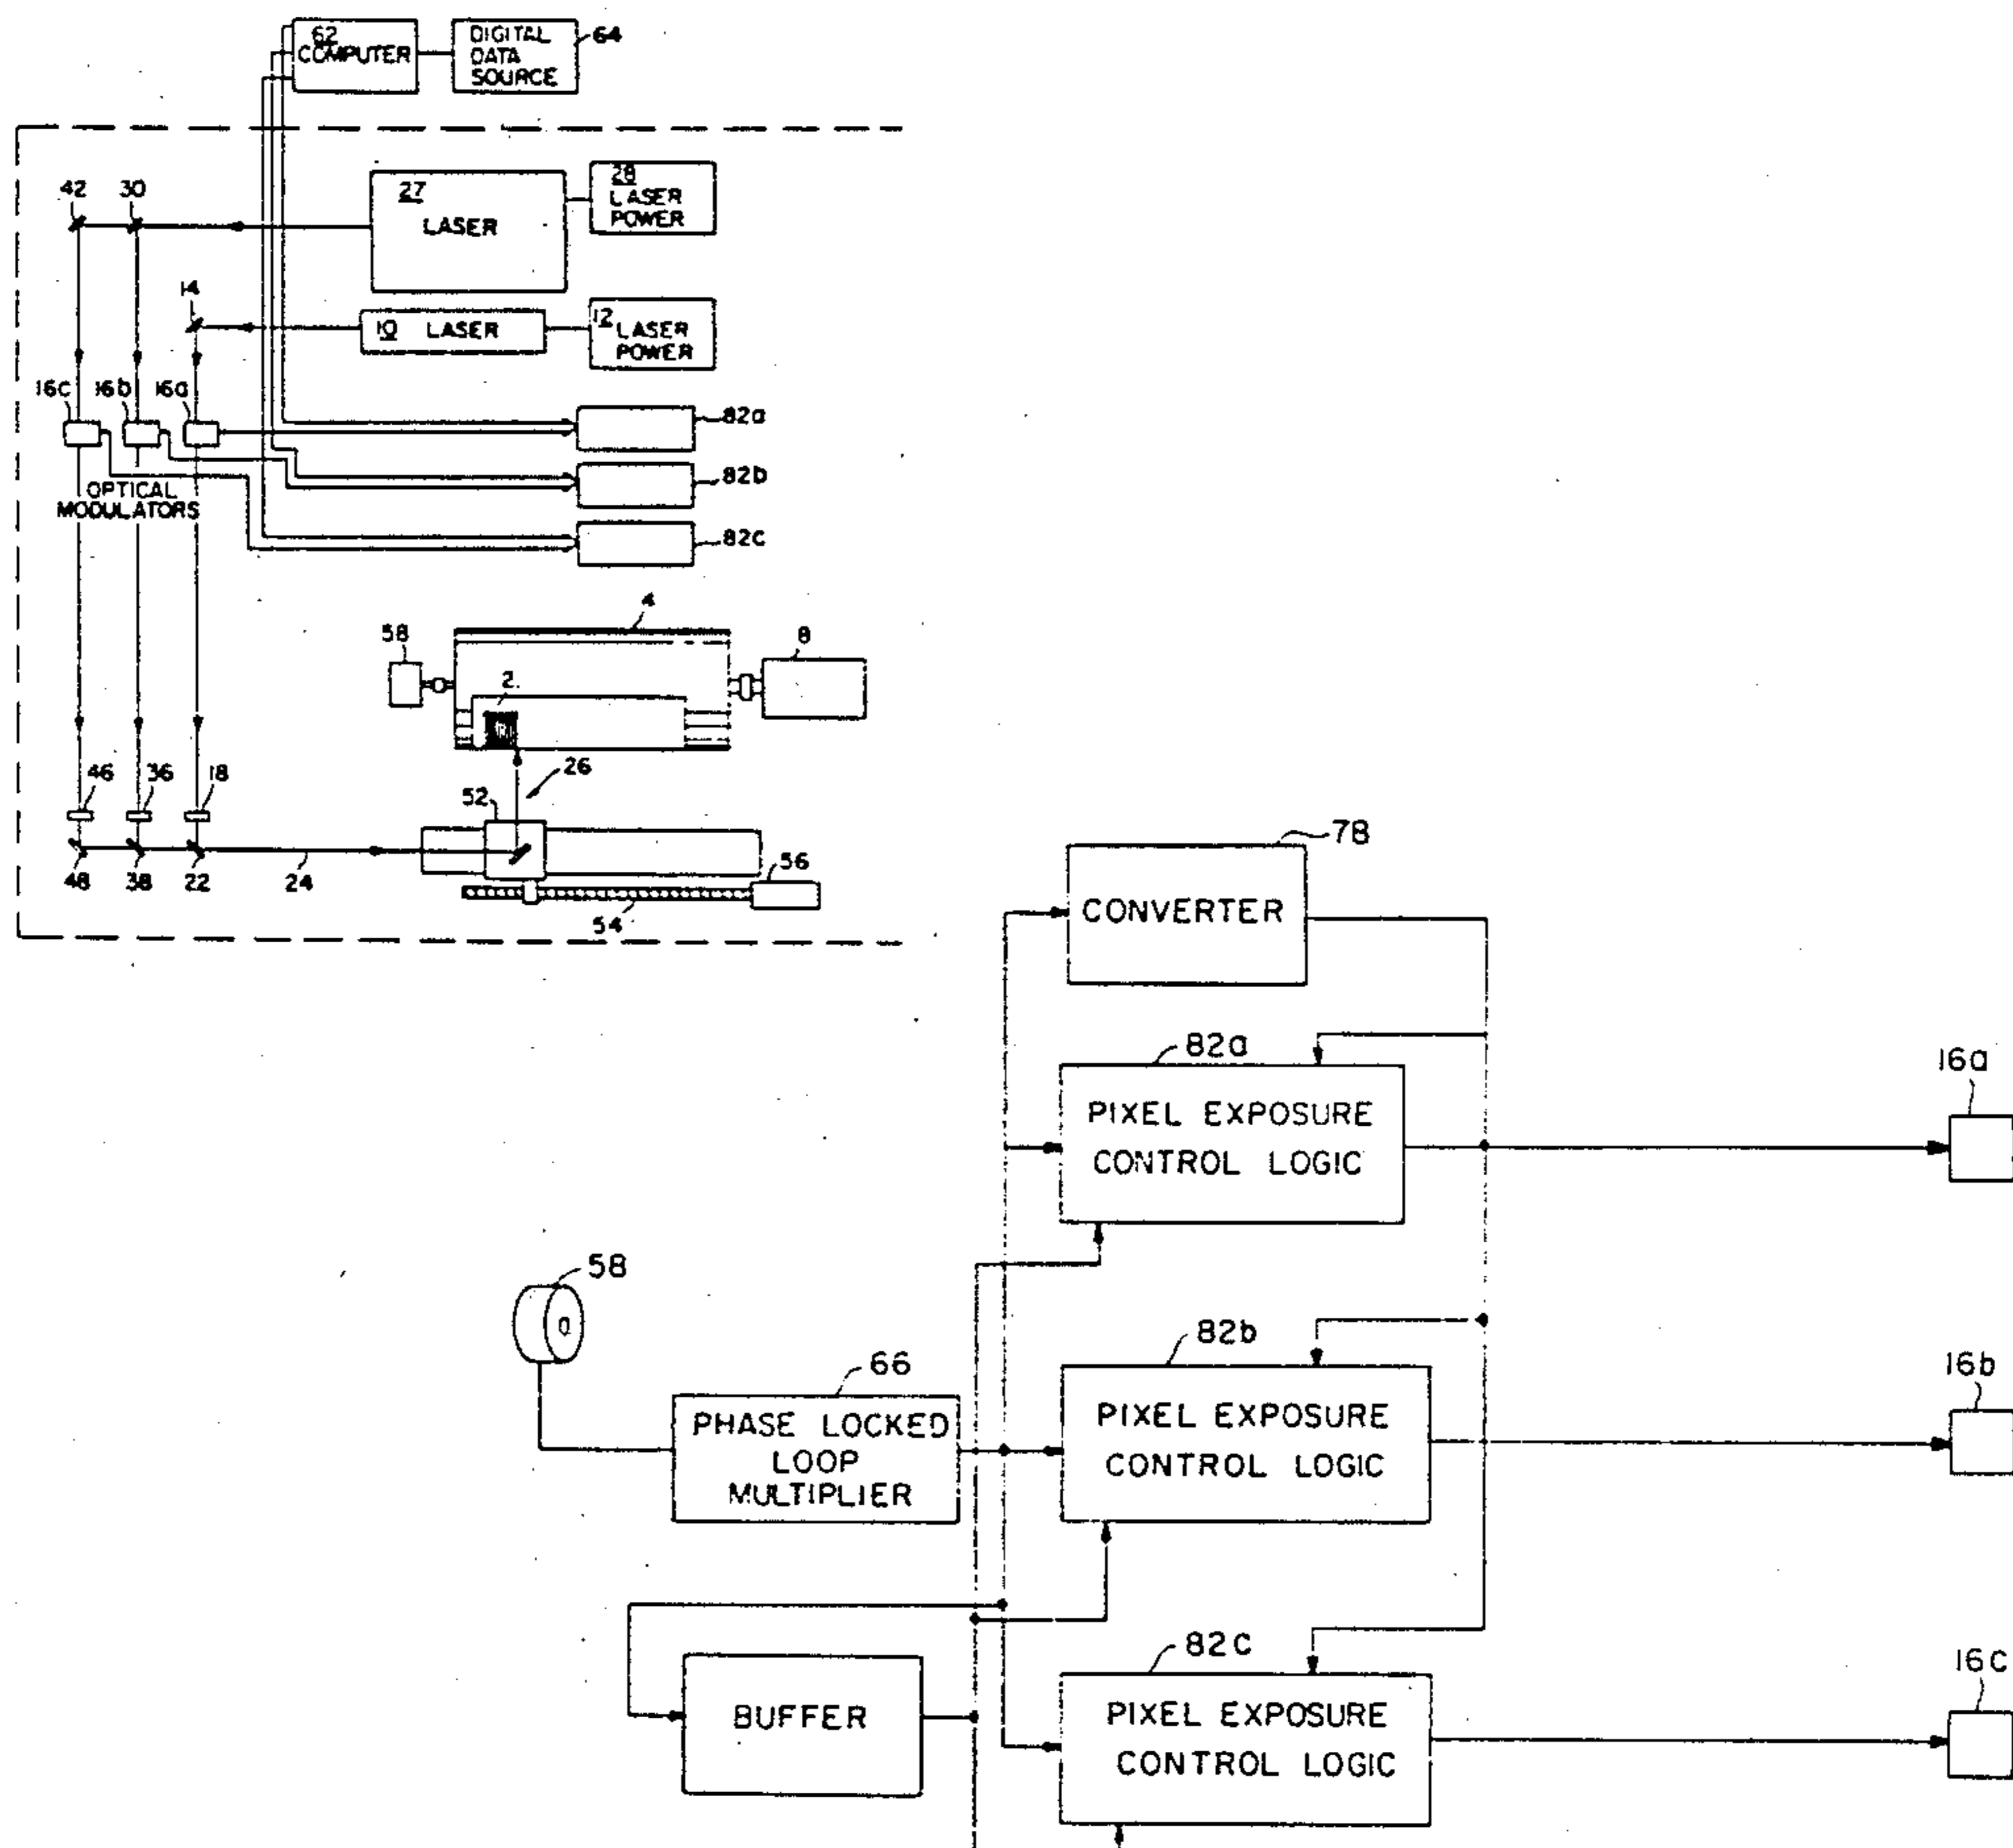 62
COMPUTER
DIGITAL
DATA
SOURCE
64
42
30
27
LASER
28
LASER
POWER
14
10 LASER
12 LASER
POWER
16c
16b
16a
82a
82b
82c
OPTICAL
MODULATORS
4
58
8
2.
46
36
18
26
52
48
38
22
24
56
54
78
CONVERTER
82a
PIXEL EXPOSURE
CONTROL LOGIC
16a
58
66
PHASE LOCKED
LOOP
MULTIPLIER
82b
PIXEL EXPOSURE
CONTROL LOGIC
16b
BUFFER
82c
PIXEL EXPOSURE
CONTROL LOGIC
16c